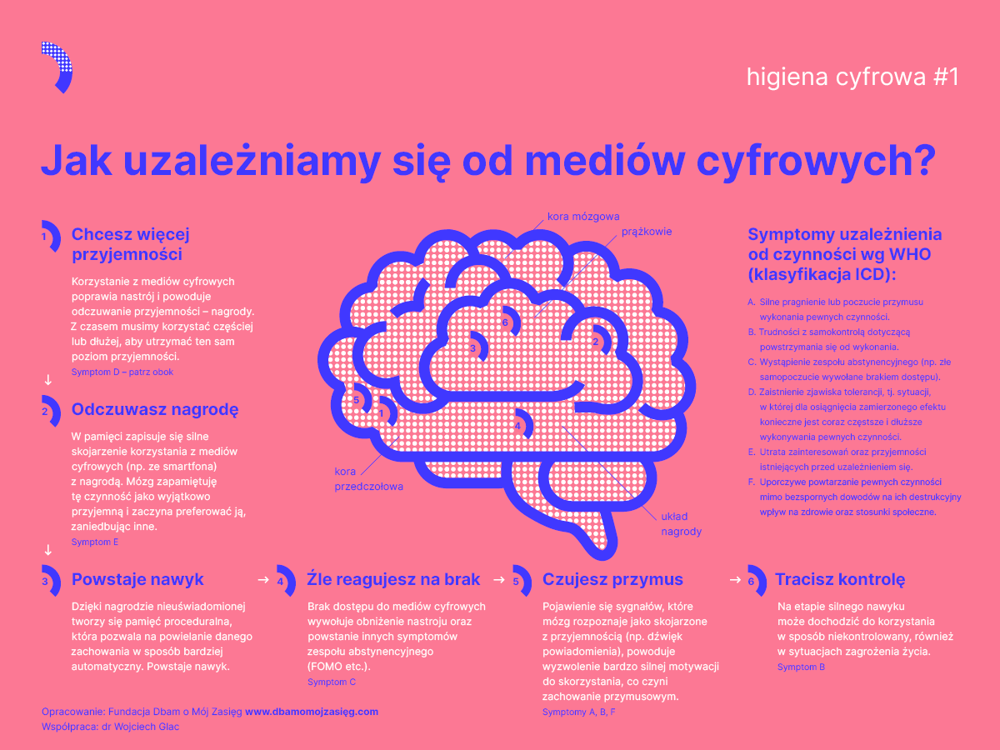 higiena cyfrowa #1
Jak uzależniamy się od mediów cyfrowych?
1
Chcesz więcej
przyjemności
Korzystanie z mediów cyfrowych
poprawia nastrój i powoduje
odczuwanie przyjemności – nagrody.
Z czasem musimy korzystać częściej
lub dłużej, aby utrzymać ten sam
poziom przyjemności.
Symptom D – patrz obok
↓
2
Odczuwasz nagrodę
W pamięci zapisuje się silne
skojarzenie korzystania z mediów
cyfrowych (np. ze smartfona)
z nagrodą. Mózg zapamiętuję
tę czynność jako wyjątkowo
przyjemną i zaczyna preferować ją,
zaniedbując inne.
Symptom E
↓
kora mózgowa
prążkowie
6
3
2
5
1
4
kora
przedczołowa
układ
nagrody
Symptomy uzależnienia
od czynności wg WHO
(klasyfikacja ICD):
A. Silne pragnienie lub poczucie przymusu
wykonania pewnych czynności.
B. Trudności z samokontrolą dotyczącą
powstrzymania się od wykonania.
C. Wystąpienie zespołu abstynencyjnego (np. złe
samopoczucie wywołane brakiem dostępu).
D. Zaistnienie zjawiska tolerancji, tj. sytuacji,
w której dla osiągnięcia zamierzonego efektu
konieczne jest coraz częstsze i dłuższe
wykonywania pewnych czynności.
E. Utrata zainteresowań oraz przyjemności
istniejących przed uzależnieniem się.
F. Uporczywe powtarzanie pewnych czynności
mimo bezspornych dowodów na ich destrukcyjny
wpływ na zdrowie oraz stosunki społeczne.
3
Powstaje nawyk
Dzięki nagrodzie nieuświadomionej
tworzy się pamięć proceduralna,
która pozwala na powielanie danego
zachowania w sposób bardziej
automatyczny. Powstaje nawyk.
→
4
Źle reagujesz na brak
Brak dostępu do mediów cyfrowych
wywołuje obniżenie nastroju oraz
powstanie innych symptomów
zespołu abstynencyjnego
(FOMO etc.).
Symptom C
→
5
Czujesz przymus
Pojawienie się sygnałów, które
mózg rozpoznaje jako skojarzone
z przyjemnością (np. dźwięk
powiadomienia), powoduje
wyzwolenie bardzo silnej motywacji
do skorzystania, co czyni
zachowanie przymusowym.
Symptomy A, B, F
→
6
Tracisz kontrolę
Na etapie silnego nawyku
może dochodzić do korzystania
w sposób niekontrolowany, również
w sytuacjach zagrożenia życia.
Symptom B
Opracowanie: Fundacja Dbam o Mój Zasięg www.dbamomojzasięg.com
Współpraca: dr Wojciech Glac